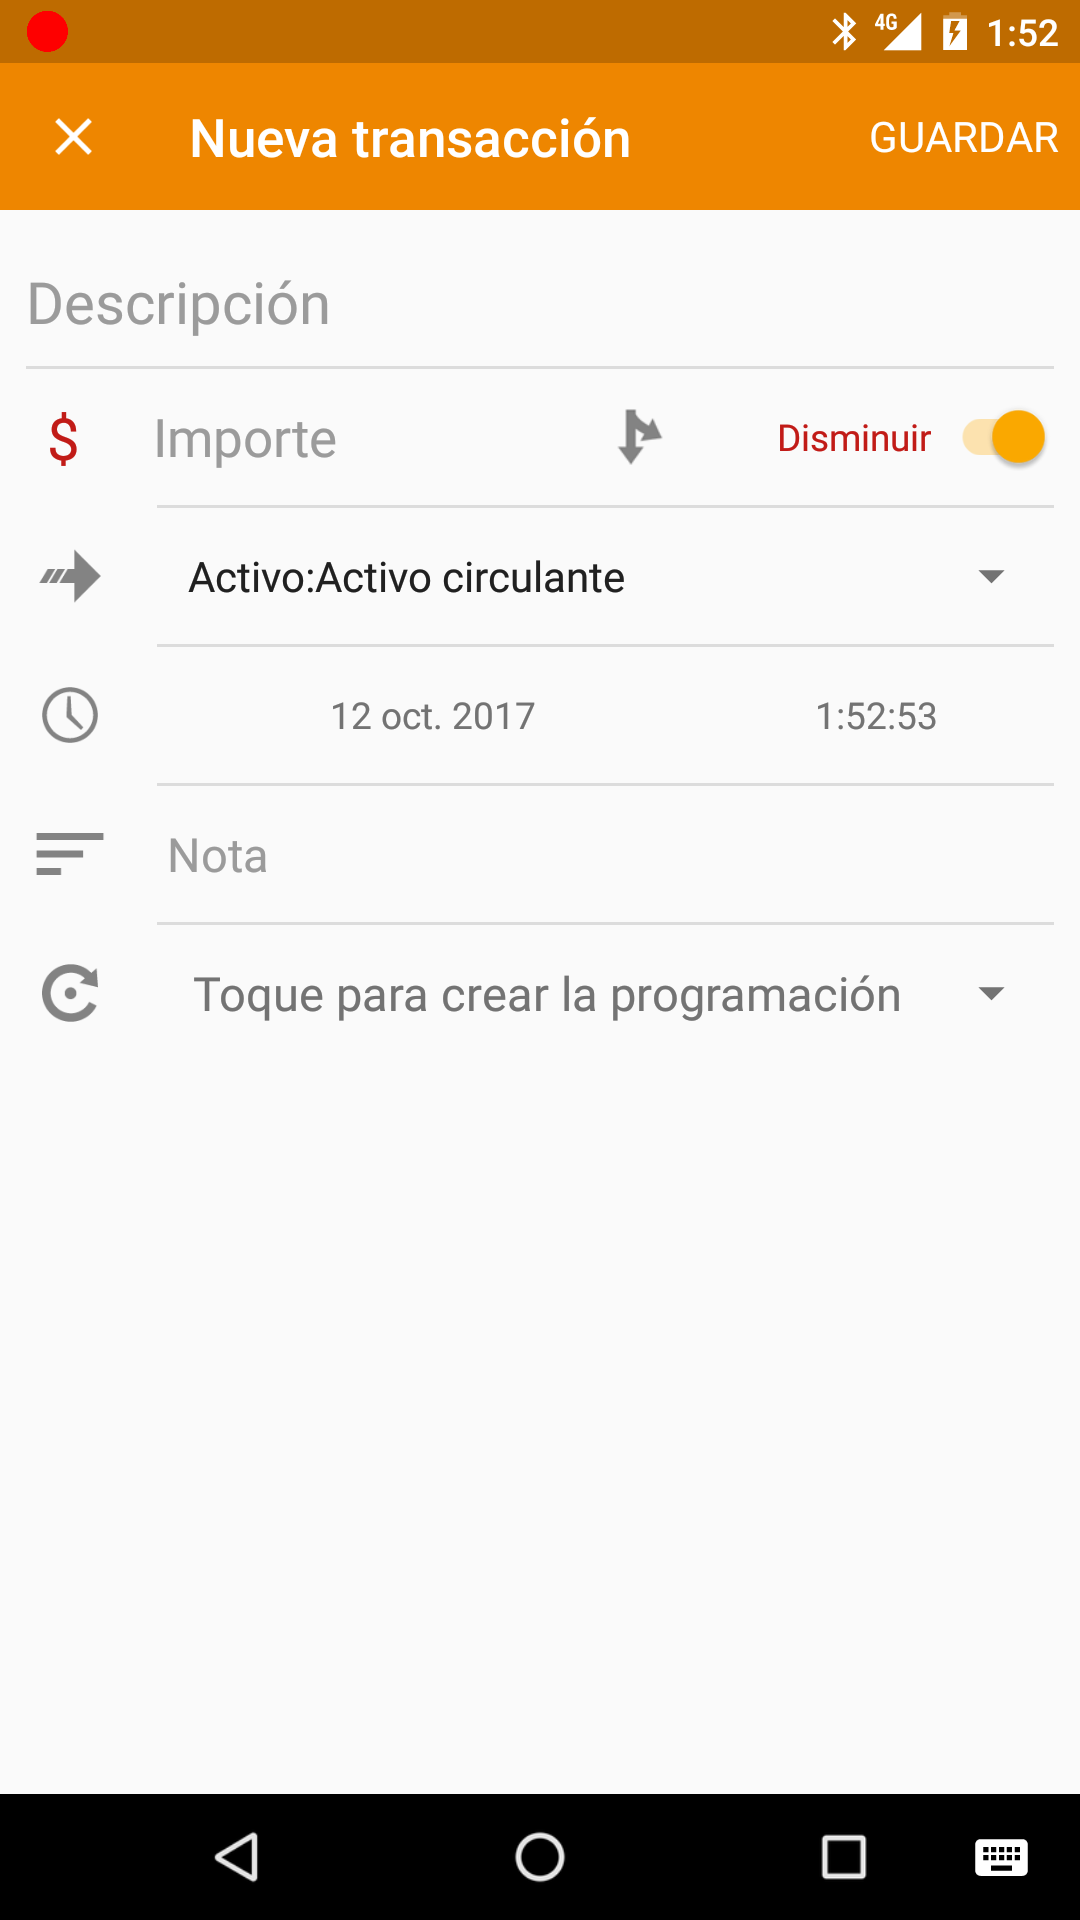 4G 1:52
Nueva transacción GUARDAR
Descripción
$ Importe Disminuir
Activo:Activo circulante
12 oct. 2017 1:52:53
Nota
Toque para crear la programación